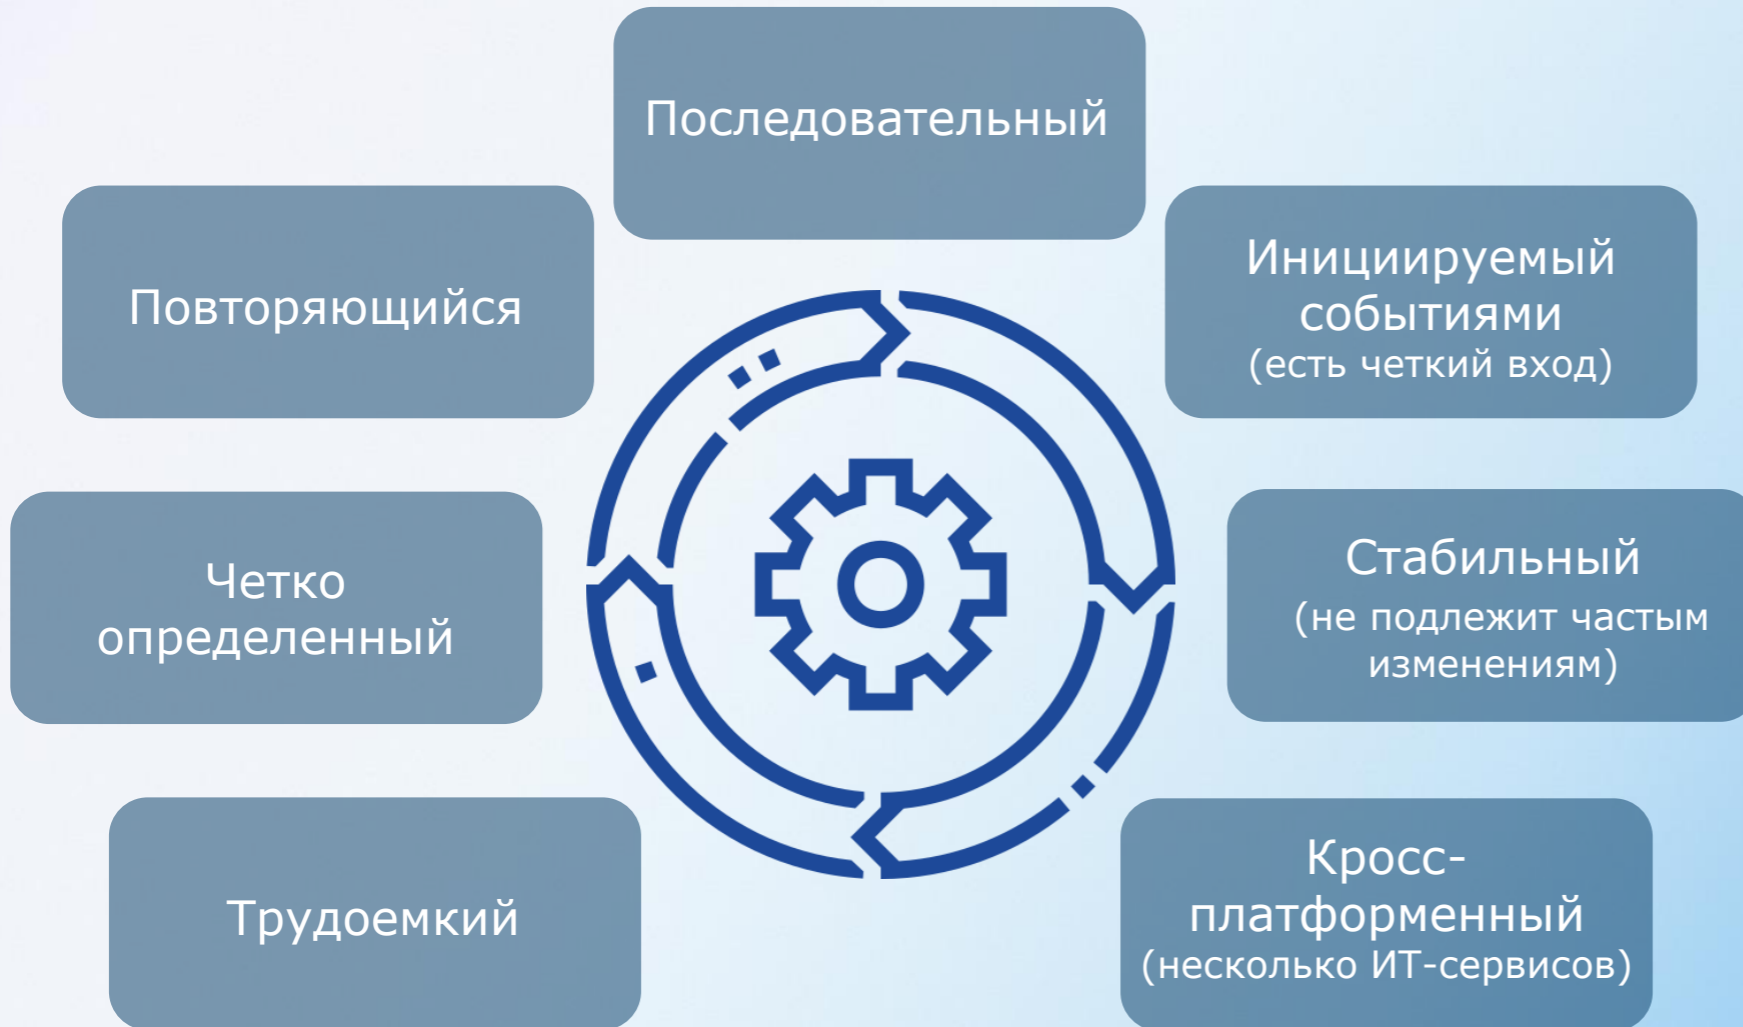 Последовательный
Повторяющийся
Инициируемый
событиями
(есть четкий вход)
Четко
определенный
Стабильный
(не подлежит частым
изменениям)
Трудоемкий
Кросс-
платформенный
(несколько ИТ-сервисов)